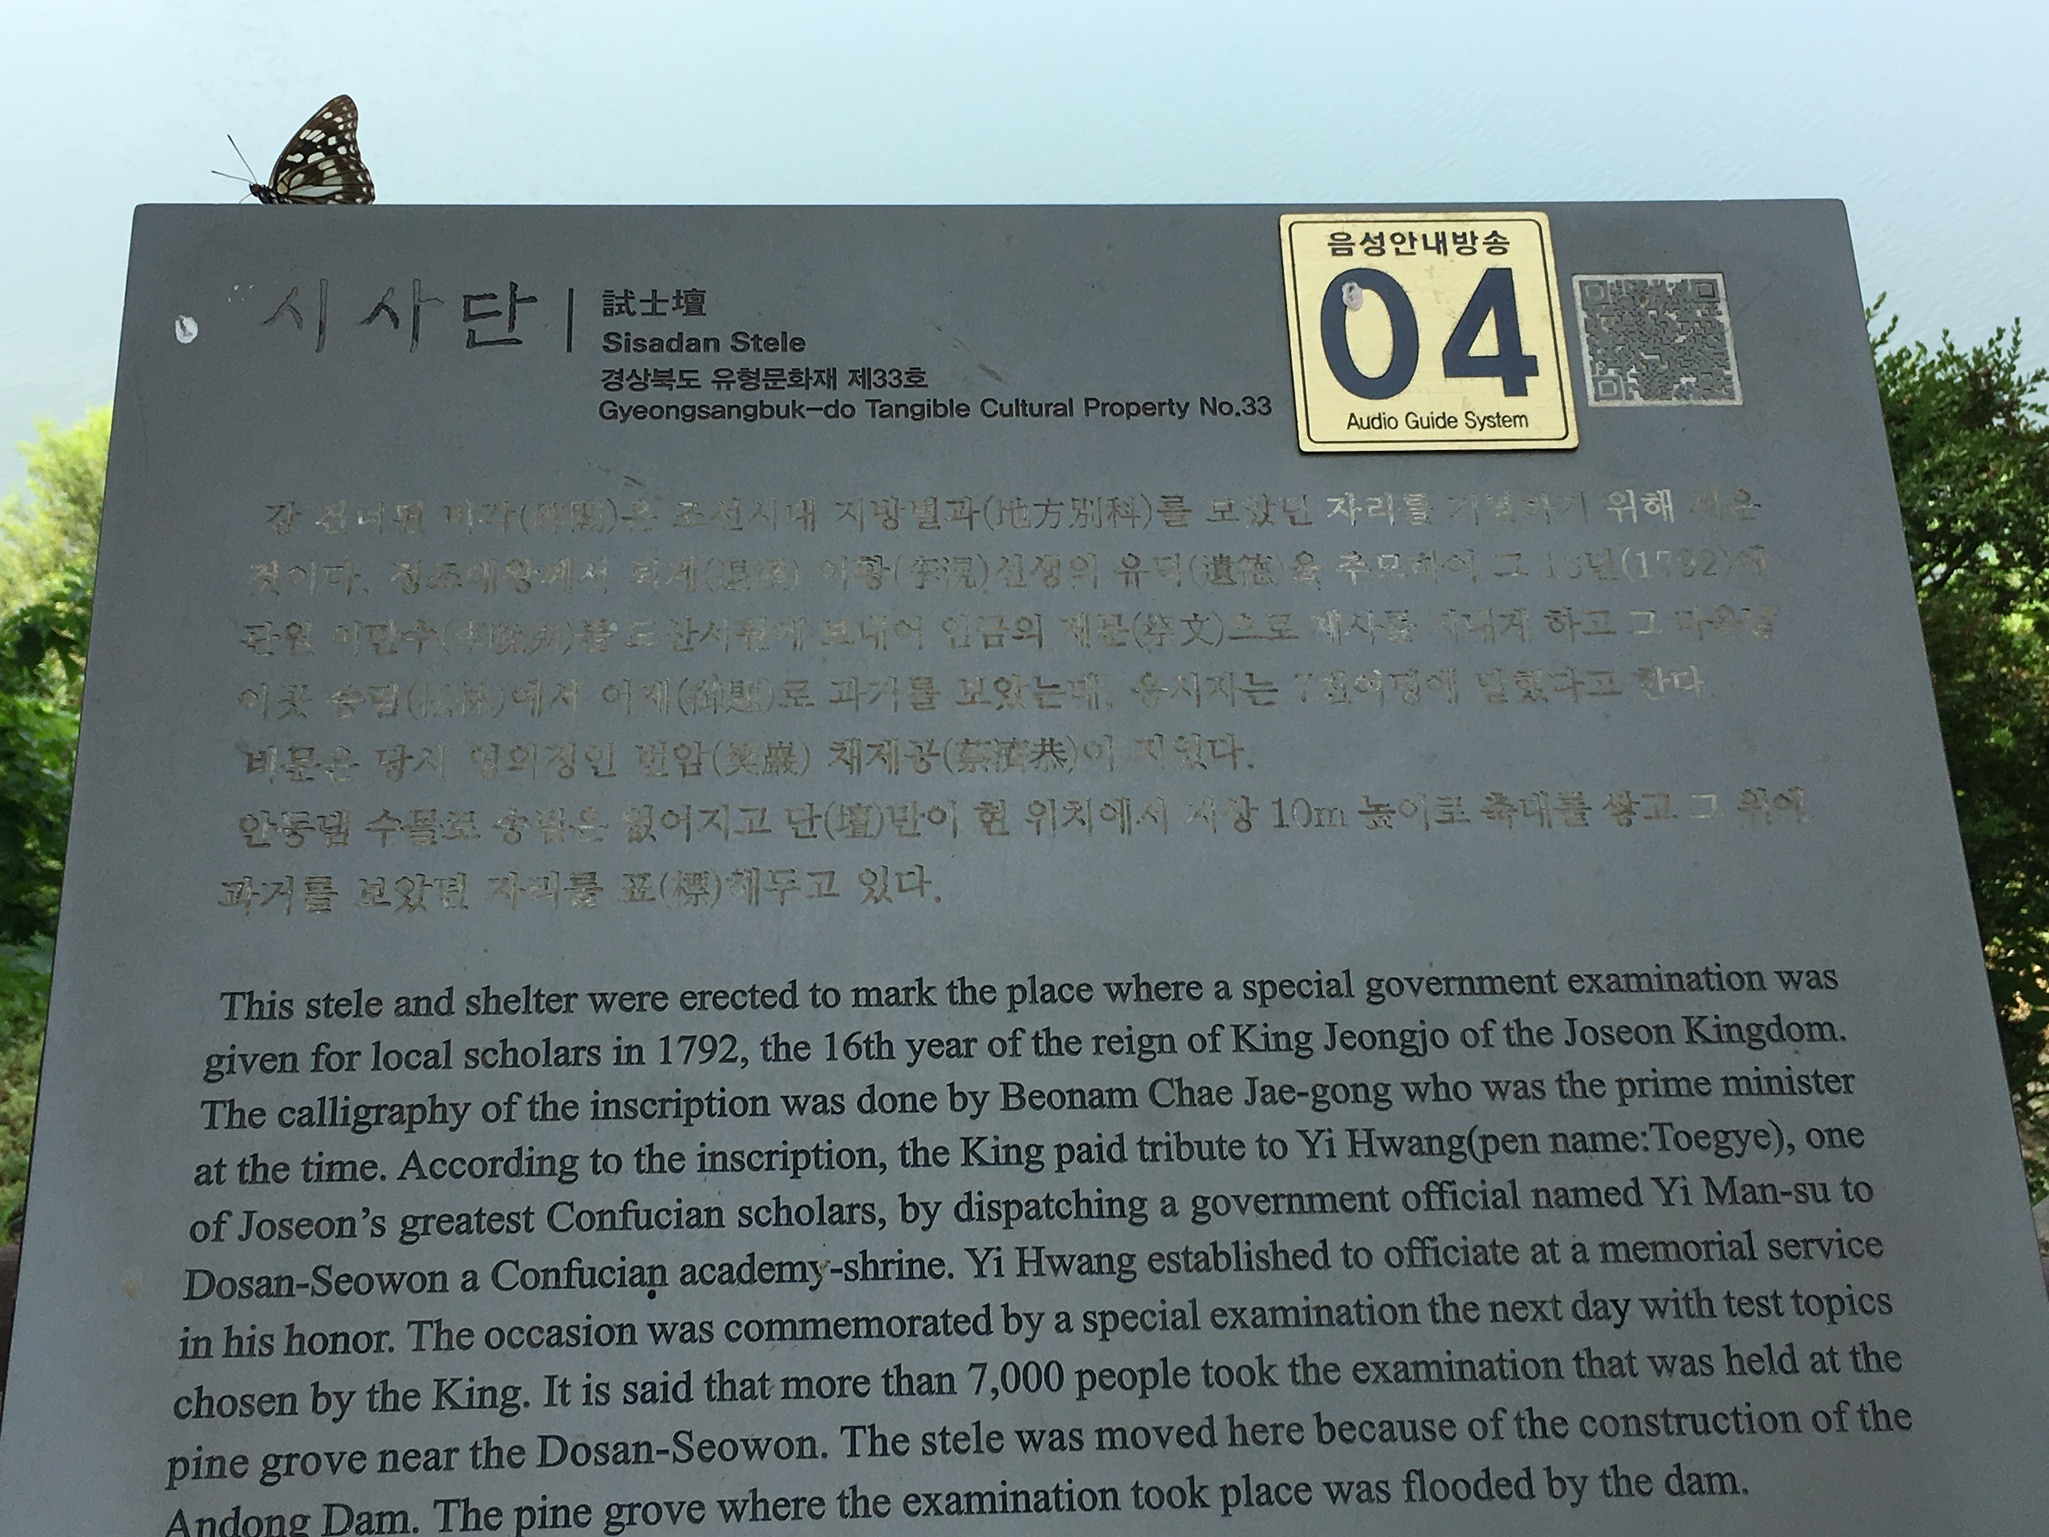 시사단
試士壇
Sisadan Stele
경상북도 유형문화재 제33호
Gyeongsangbuk-do Tangible Cultural Property No.33
음성안내방송
04
Audio Guide System
강 건너편 비각(碑閣)은 조선시대 지방별과(地方別科)를 보았던 자리를 기념하기 위해 세운
것이다. 정조대왕께서 퇴계(退溪) 이황(李滉)선생의 유덕(遺德)을 추모하여 그 16년(1792)에
관원 이만수(李晩秀)를 도산서원에 보내어 임금의 제문(祭文)으로 제사를 지내게 하고 그 다음날
이곳 송림(松林)에서 어제(御題)로 과거를 보았는데, 응시자는 7천여명에 달했다고 한다.
비문은 당시 영의정인 번암(樊巖) 채제공(蔡濟恭)이 지었다.
안동댐 수몰로 송림은 없어지고 단(壇)만이 현 위치에서 지상 10m 높이로 축대를 쌓고 그 위에
과거를 보았던 자리를 표(標)해두고 있다.
This stele and shelter were erected to mark the place where a special government examination was
given for local scholars in 1792, the 16th year of the reign of King Jeongjo of the Joseon Kingdom.
The calligraphy of the inscription was done by Beonam Chae Jae-gong who was the prime minister
at the time. According to the inscription, the King paid tribute to Yi Hwang(pen name:Toegye), one
of Joseon's greatest Confucian scholars, by dispatching a government official named Yi Man-su to
Dosan-Seowon a Confucian academy-shrine. Yi Hwang established to officiate at a memorial service
in his honor. The occasion was commemorated by a special examination the next day with test topics
chosen by the King. It is said that more than 7,000 people took the examination that was held at the
pine grove near the Dosan-Seowon. The stele was moved here because of the construction of the
Andong Dam. The pine grove where the examination took place was flooded by the dam.